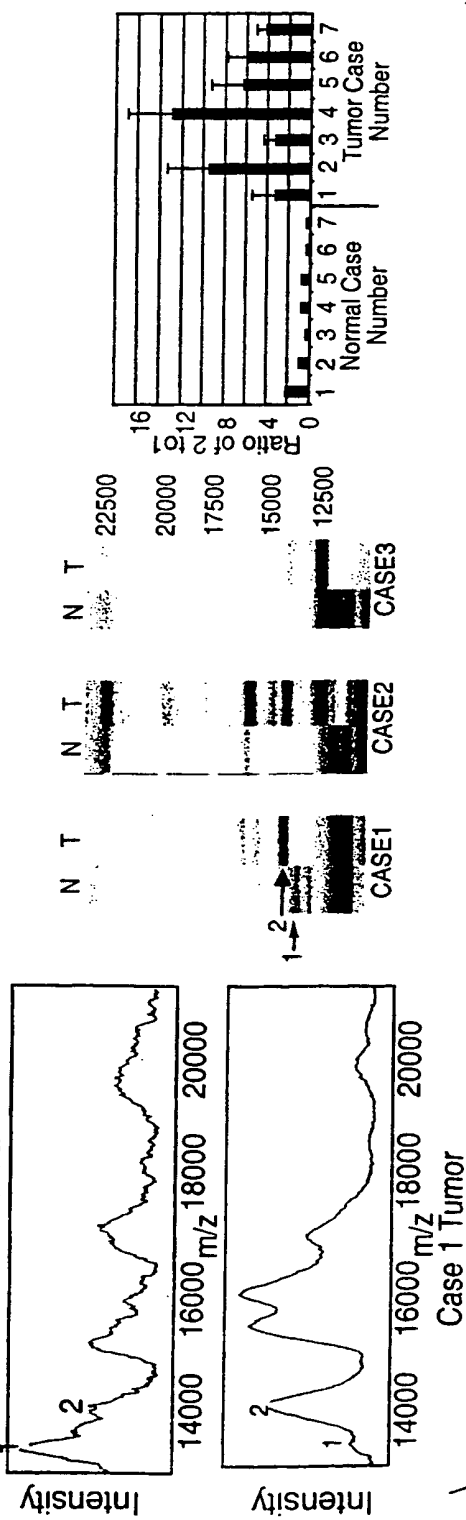 Intensity
2
14000 16000 18000 20000
m/z
Intensity
1
2
14000 16000 18000 20000
m/z
Case 1 Tumor
N T
1
2
CASE1
N T
CASE2
N T
22500
20000
17500
15000
12500
CASE3
Ratio of 2 to1
16
12
8
4
0
1 2 3 4 5 6 7
Normal Case
Number
1 2 3 4 5 6 7
Tumor Case
Number